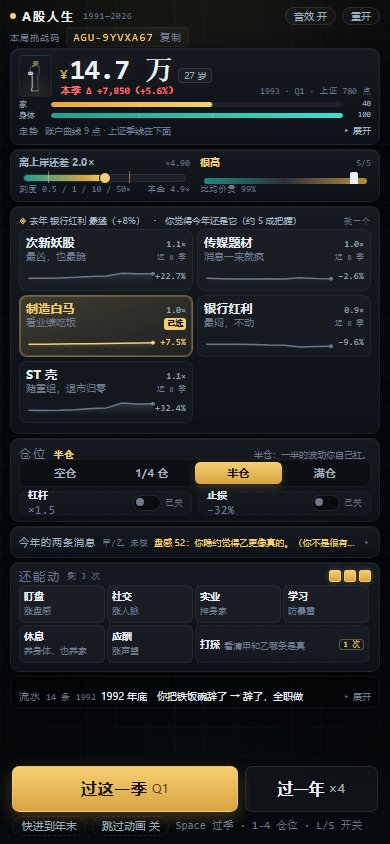 A股人生 1991—2026 音效 开 重开
本局挑战码 AGU-9YVXA67 复制
¥14.7 万 27 岁
本季 Δ +7,850 (+5.6%) 1993 · Q1 · 上证 780 点
家 40
身体 100
走势 账户曲线 9 点 · 上证季线在下面 ▸ 展开
离上岸还差 2.0× ×4.90
刻度 0.5 / 1 / 10 / 50× 本金 4.9×
很高 5/5
比均价贵 99%
◈ 去年 银行红利 最猛（+8%） · 你觉得今年还是它（约 5 成把握） 挑一个
次新妖股 1.1×
最凶，也最脆 近 8 季
+22.7%
传媒题材 1.0×
消息一来就疯 近 8 季
−2.6%
制造白马 1.0×
看业绩吃饭 已选
+7.5%
银行红利 0.9×
最闷，不动 近 8 季
−9.6%
ST 壳 1.1×
赌重组，退市归零 近 8 季
+32.4%
仓位 半仓 半仓：一半的波动你自己扛。
空仓 1/4 仓 半仓 满仓
杠杆
×1.5 已关
止损
−32% 已关
今年的两条消息 甲/乙 未核 盘感 52：你隐约觉得乙更像真的。（你不是很有… ▸
还能动 剩 3 次
盯盘
涨盘感
社交
涨人脉
实业
押身家
学习
防暴雷
休息
养身体，也养家
应酬
涨声望
打探 看清甲和乙哪条是真 1 次
流水 14 条 1992 1992 年底 你把铁饭碗辞了 → 辞了，全职做 ▸ 展开
过这一季 Q1
过一年 ×4
快进到年末 跳过动画 关 Space 过季 · 1-4 仓位 · L/S 开关